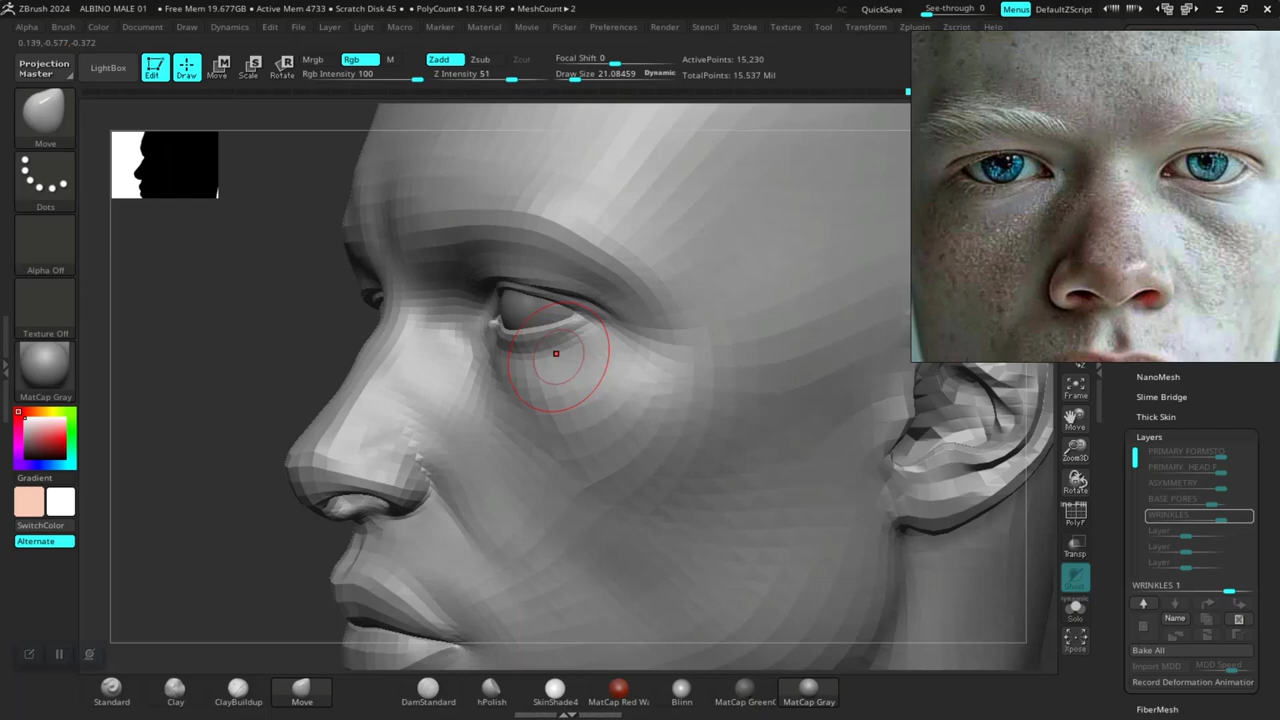 ZBrush 2024 ALBINO MALE 01 • Free Mem 19.677GB • Active Mem 4733 • Scratch Disk 45 • PolyCount• 18.764 KP • MeshCount• 2 AC QuickSave See-through 0 Menus DefaultZScript
Alpha Brush Color Document Draw Dynamics Edit File Layer Light Macro Marker Material Movie Picker Preferences Render Stencil Stroke Texture Tool Transform Zplugin Zscript Help
0.139,-0.577,-0.372
Projection Master
LightBox
Edit Draw Move Scale Rotate
Mrgb Rgb M
Rgb Intensity 100
Zadd Zsub Zcut
Z Intensity 51
Focal Shift 0
Draw Size 21.08459 Dynamic
ActivePoints: 15,230
TotalPoints: 15.537 Mil
Move
Dots
Alpha Off
Texture Off
MatCap Gray
Gradient
SwitchColor
Alternate
Frame
Move
Zoom3D
Rotate
PolyF
Transp
Ghost
Dynamic
Solo
Xpose
NanoMesh
Slime Bridge
Thick Skin
Layers
PRIMARY FORMSTO
PRIMARY HEAD F
ASYMMETRY
BASE PORES
WRINKLES
Layer
Layer
Layer
WRINKLES 1
Name
Bake All
Import MDD MDD Speed
Record Deformation Animation
FiberMesh
Standard Clay ClayBuildup Move DamStandard hPolish SkinShade4 MatCap Red Wa Blinn MatCap GreenC MatCap Gray